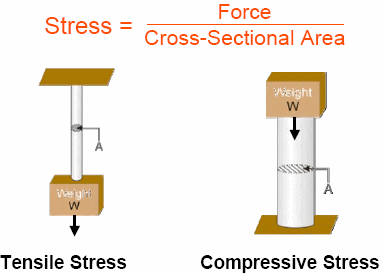 Stress = Force
Cross-Sectional Area
Weight
W
A
Weight
W
A
Tensile Stress
Compressive Stress